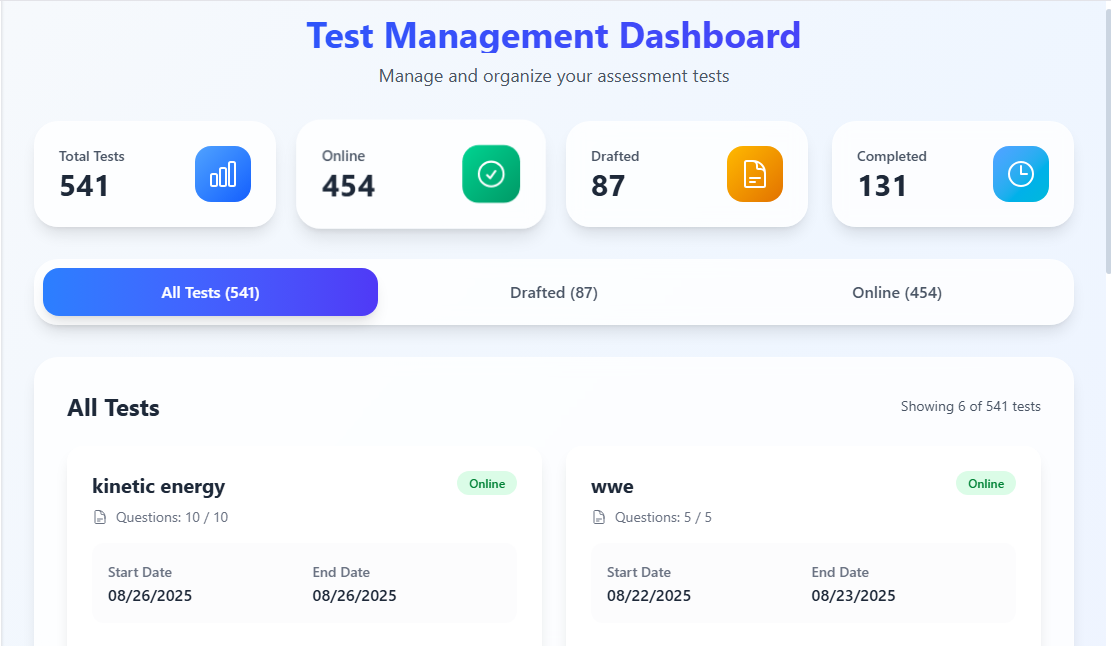 Test Management Dashboard
Manage and organize your assessment tests
Total Tests
541
Online
454
Drafted
87
Completed
131
All Tests (541)
Drafted (87)
Online (454)
All Tests
Showing 6 of 541 tests
kinetic energy
Online
Questions: 10 / 10
Start Date
End Date
08/26/2025
08/26/2025
wwe
Online
Questions: 5 / 5
Start Date
End Date
08/22/2025
08/23/2025